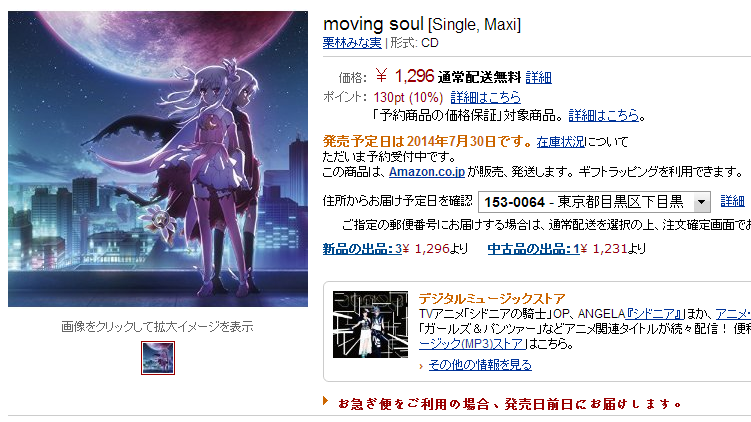 moving soul [Single, Maxi]
栗林みな実 | 形式: CD
価格: ￥ 1,296 通常配送無料 詳細
ポイント: 130pt (10%) 詳細はこちら
「予約商品の価格保証」対象商品。 詳細はこちら。
発売予定日は2014年7月30日です。 在庫状況について
ただいま予約受付中です。
この商品は、Amazon.co.jp が販売、発送します。 ギフトラッピングを利用できます。
住所からお届け予定日を確認 153-0064 - 東京都目黒区下目黒 詳細
ご指定の郵便番号にお届けする場合は、通常配送を選択の上、注文確定画面でお
新品の出品：3￥ 1,296より 中古品の出品：1￥ 1,231より
画像をクリックして拡大イメージを表示
デジタルミュージックストア
TVアニメ「シドニアの騎士」OP、ANGELA『シドニア』ほか、アニメ・
「ガールズ＆パンツァー」などアニメ関連タイトルが続々配信！ 便利
ージック(MP3)ストア」はこちら。
› その他の情報を見る
お急ぎ便をご利用の場合、発売日前日にお届けします。